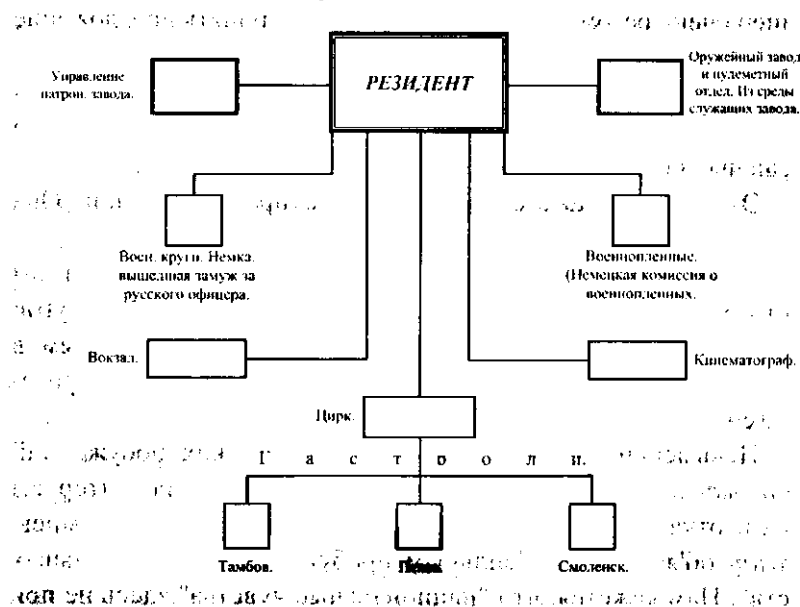 РЕЗИДЕНТ
Управление
патрон. завода.
Оружейный завод
и пулеметный
отдел. Из среды
служащих завода.
Воен. круги. Немка.
вышедшая замуж за
русского офицера.
Военнопленные.
(Немецкая комиссия о
военнопленных.
Вокзал.
Кинематограф.
Цирк.
Гастроли.
Тамбов.
Смоленск.